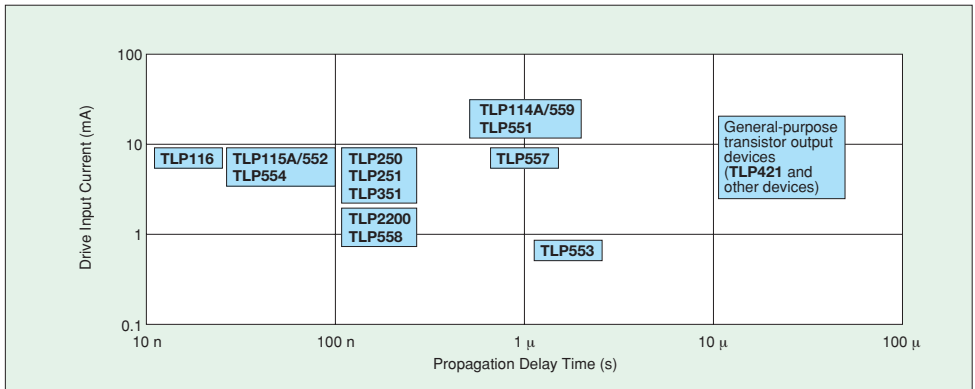 100
10
1
0.1
Drive Input Current (mA)
TLP116
TLP115A/552
TLP554
TLP250
TLP251
TLP351
TLP2200
TLP558
TLP114A/559
TLP551
TLP557
TLP553
General-purpose
transistor output
devices
(TLP421 and
other devices)
10 n
100 n
1 μ
10 μ
100 μ
Propagation Delay Time (s)